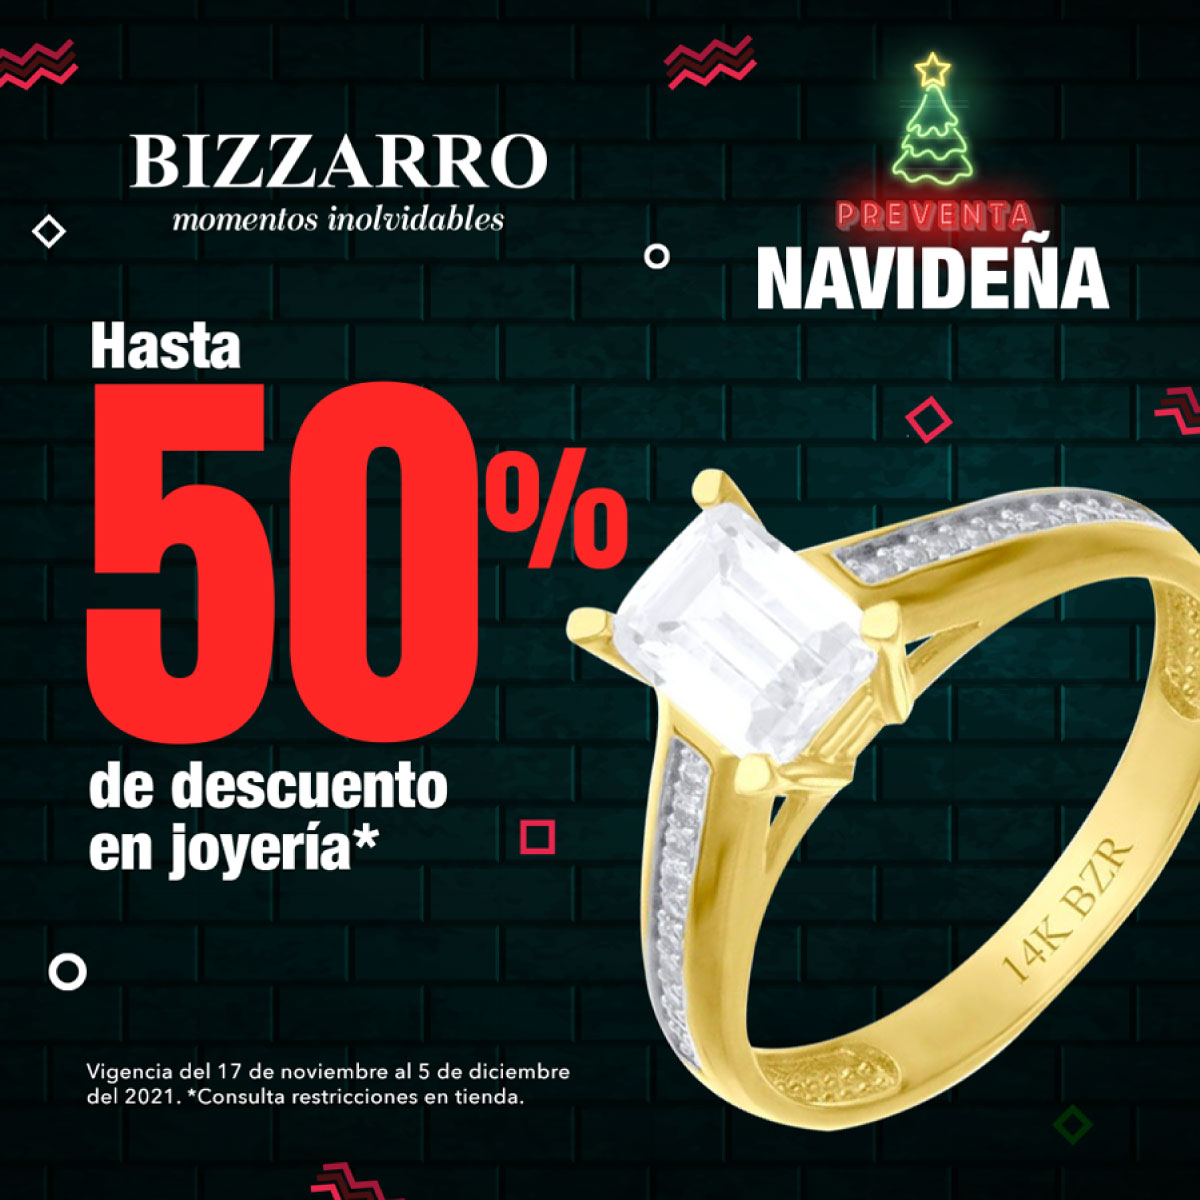 BIZZARRO
momentos inolvidables
PREVENTA
NAVIDEÑA
Hasta
50%
de descuento
en joyería*
14K BZR
Vigencia del 17 de noviembre al 5 de diciembre
del 2021. *Consulta restricciones en tienda.